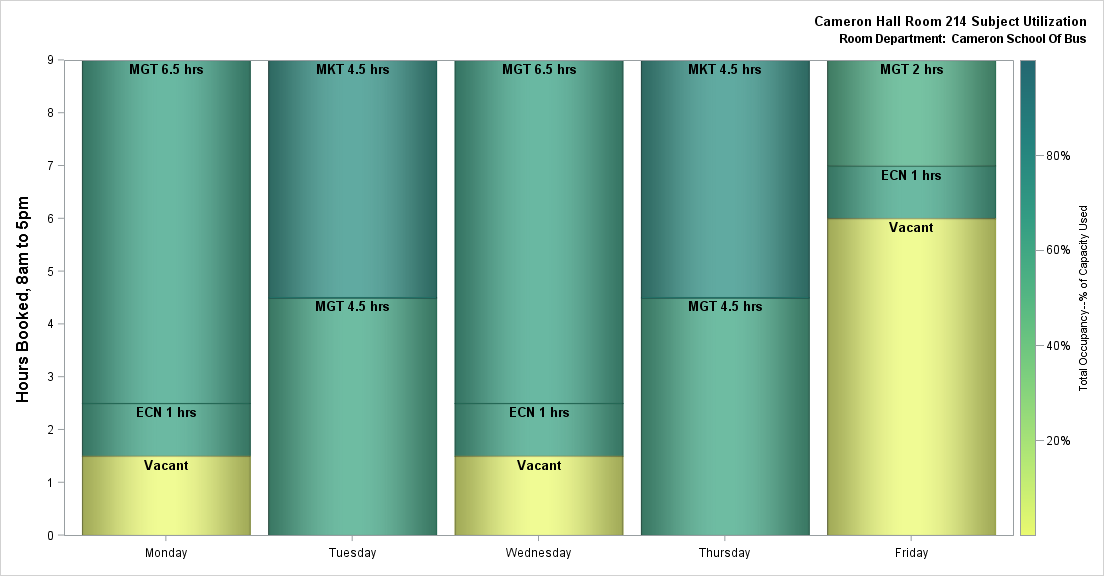 Cameron Hall Room 214 Subject Utilization
Room Department: Cameron School Of Bus
Hours Booked, 8am to 5pm
9
8
7
6
5
4
3
2
1
0
MGT 6.5 hrs
ECN 1 hrs
Vacant
MKT 4.5 hrs
MGT 4.5 hrs
MGT 6.5 hrs
ECN 1 hrs
Vacant
MKT 4.5 hrs
MGT 4.5 hrs
MGT 2 hrs
ECN 1 hrs
Vacant
Monday
Tuesday
Wednesday
Thursday
Friday
80%
60%
40%
20%
Total Occupancy--% of Capacity Used